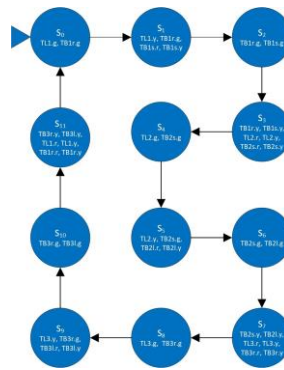 S0
TL1.g, TB1r.g
S1
TL1.y, TB1r.g,
TB1s.r, TB1s.y
S2
TB1r.g, TB1s.g
S3
TB1r.y, TB1s.y,
TL2.r, TL2.y,
TB2s.r, TB2s.y
S4
TL2.g, TB2s.g
S5
TL2.y, TB2s.g,
TB2l.r, TB2l.y
S6
TB2s.g, TB2l.g
S7
TB2s.y, TB2l.y,
TL3.r, TL3.y,
TB3r.r, TB3r.y
S8
TL3.g, TB3r.g
S9
TL3.y, TB3r.g,
TB3l.r, TB3l.y
S10
TB3r.g, TB3l.g
S11
TB3r.y, TB3l.y,
TL1.r, TL1.y,
TB1r.r, TB1r.y